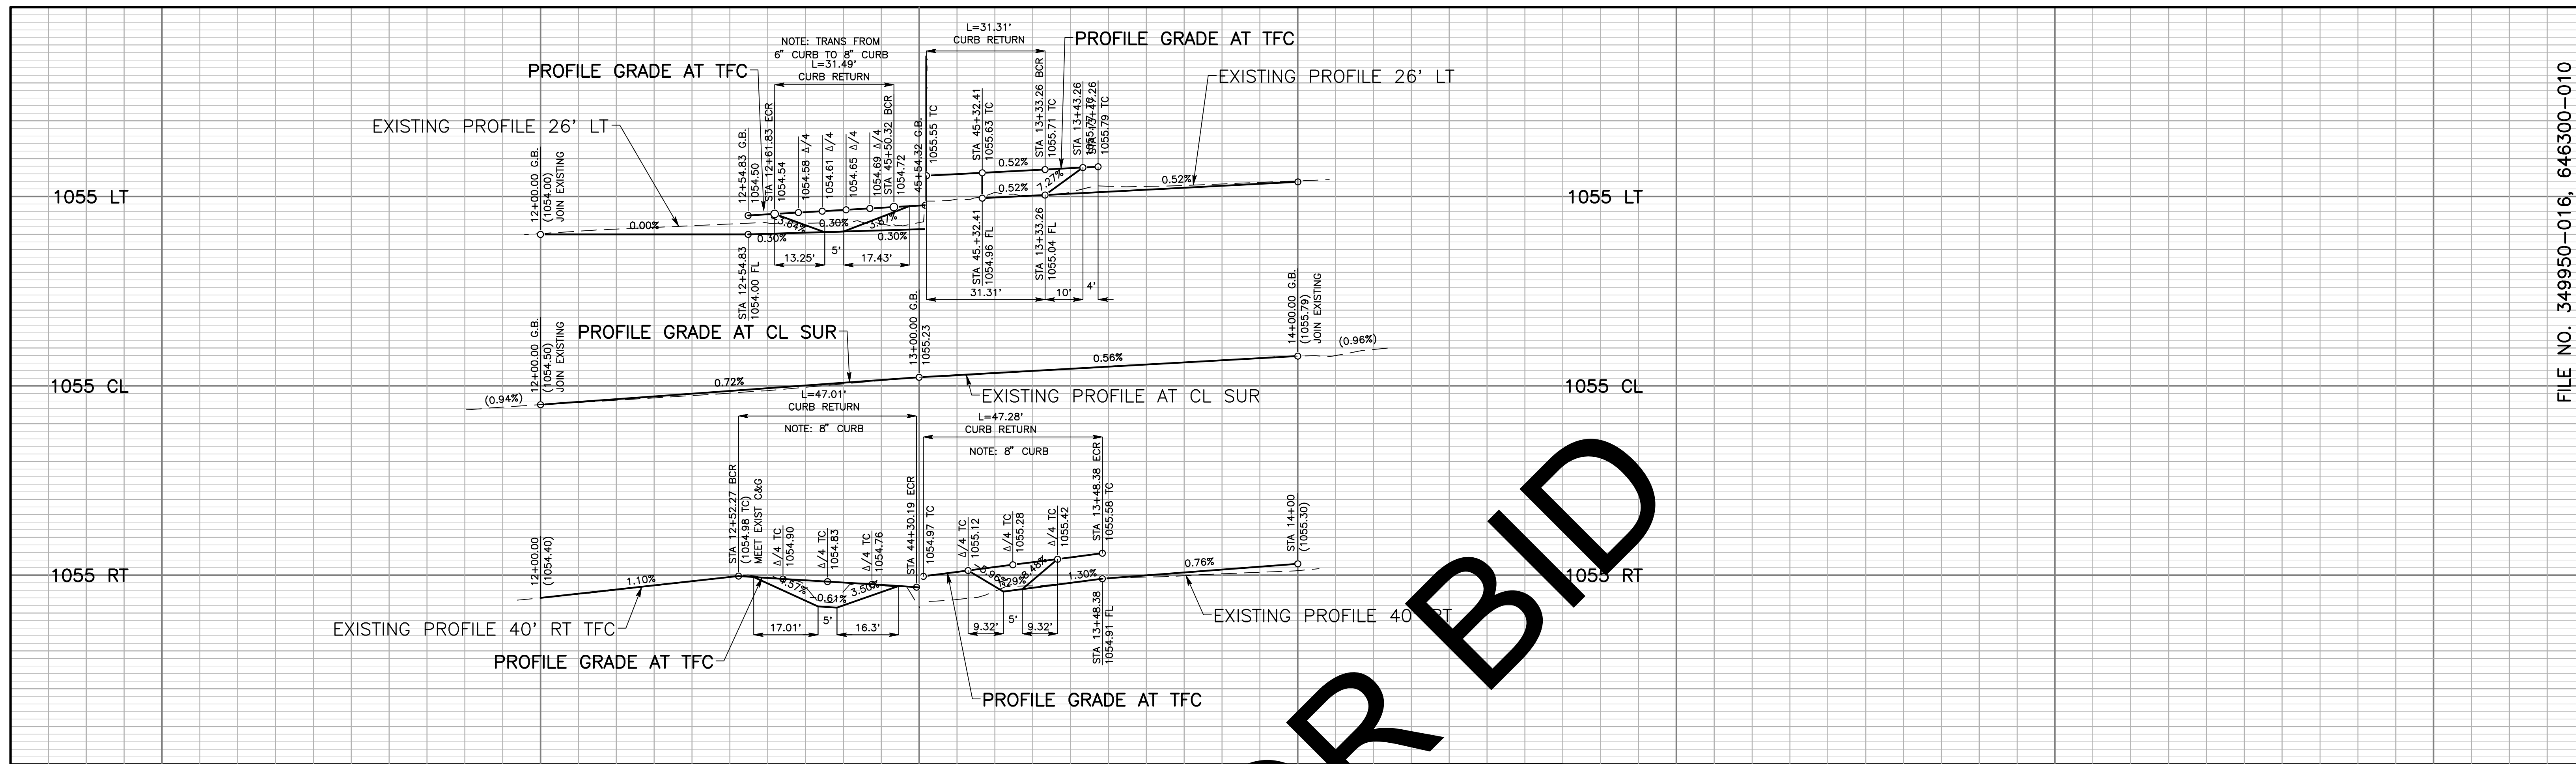 L=31.31'
CURB RETURN
PROFILE GRADE AT TFC
NOTE: TRANS FROM
6" CURB TO 8" CURB
L=31.49'
CURB RETURN
PROFILE GRADE AT TFC
EXISTING PROFILE 26' LT
EXISTING PROFILE 26' LT
12+00.00 G.B.
(1054.00)
JOIN EXISTING
12+54.83 G.B.
1054.50
STA 12+61.83 ECR
1054.54
1054.58 Δ/4
1054.61 Δ/4
1054.65 Δ/4
1054.69 Δ/4
STA 45+50.32 BCR
1054.72
45+54.32 G.B.
1055.55 TC
STA 45+32.41
1055.63 TC
STA 13+33.26 BCR
1055.71 TC
STA 13+43.26
1055.79 TC
1055 LT
1055 LT
0.00%
0.30%
3.84%
0.30%
3.87%
0.30%
0.52%
0.52%
7.27%
0.52%
13.25'
5'
17.43'
31.31'
10'
4'
STA 12+54.83
1054.00 FL
STA 45.+32.41
1054.96 FL
STA 13+33.26
1055.04 FL
12+00.00 G.B.
(1054.50)
JOIN EXISTING
PROFILE GRADE AT CL SUR
13+00.00 G.B.
1055.23
14+00.00 G.B.
(1055.79)
JOIN EXISTING
(0.96%)
0.56%
0.72%
(0.94%)
1055 CL
1055 CL
EXISTING PROFILE AT CL SUR
L=47.01'
CURB RETURN
NOTE: 8" CURB
L=47.28'
CURB RETURN
NOTE: 8" CURB
12+00.00
(1054.40)
STA 12+52.27 BCR
(1054.98 TC)
MEET EXIST C&G
Δ/4 TC
1054.90
Δ/4 TC
1054.83
Δ/4 TC
1054.76
STA 44+30.19 ECR
1054.97 TC
Δ/4 TC
1055.12
Δ/4 TC
1055.28
Δ/4 TC
1055.42
STA 13+48.38 ECR
1055.58 TC
STA 14+00
(1055.30)
1055 RT
1055 RT
1.10%
-0.61%
3.50%
8.48%
1.30%
0.76%
17.01'
5'
16.3'
9.32'
5'
9.32'
STA 13+48.38
1054.91 FL
EXISTING PROFILE 40' RT TFC
EXISTING PROFILE 40' RT
PROFILE GRADE AT TFC
PROFILE GRADE AT TFC
FILE NO. 349950-016, 646300-010
BID